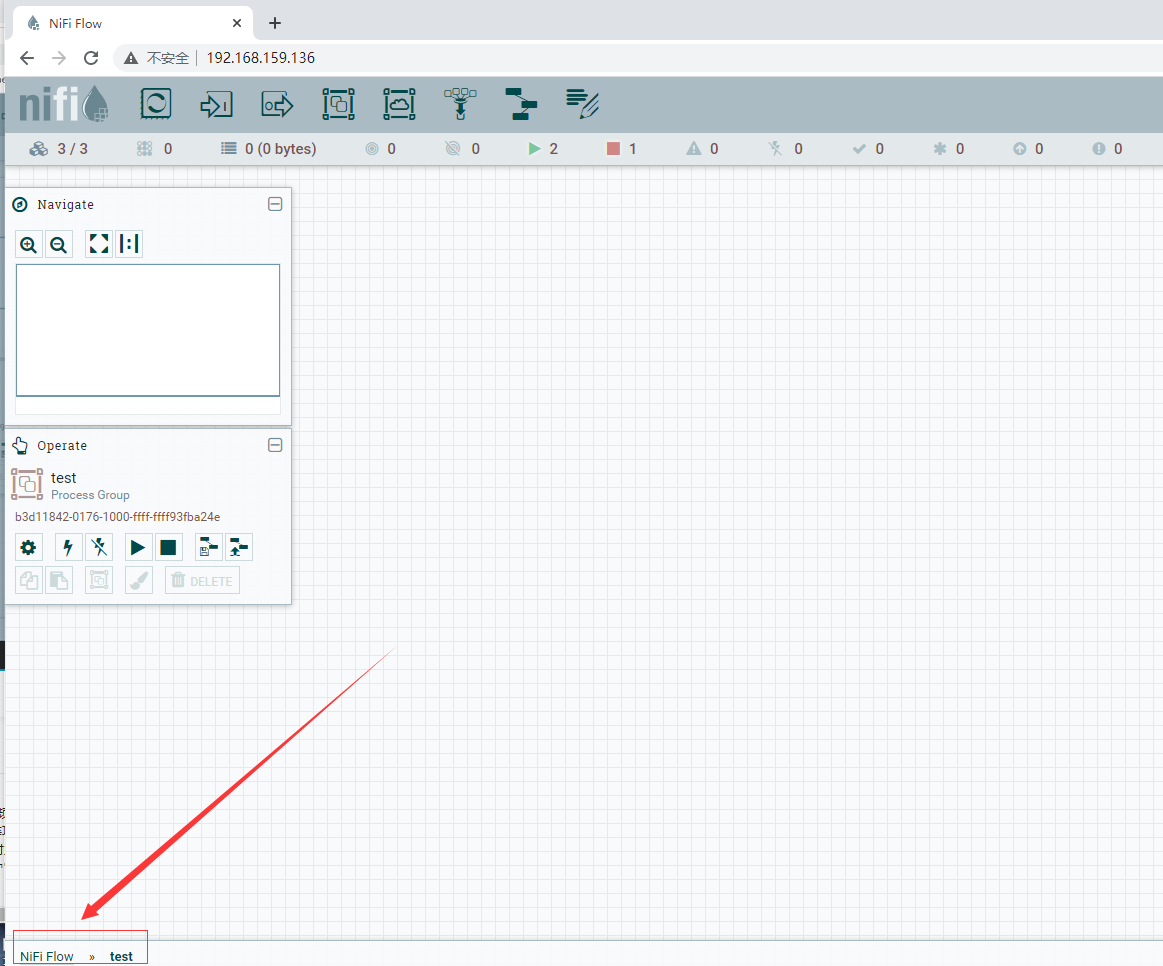 NiFi Flow
不安全 192.168.159.136
nifi
3 / 3 0 0 (0 bytes) 0 0 2 1 0 0 0 0 0 0
Navigate
Operate
test
Process Group
b3d11842-0176-1000-ffff-ffff93fba24e
DELETE
NiFi Flow » test